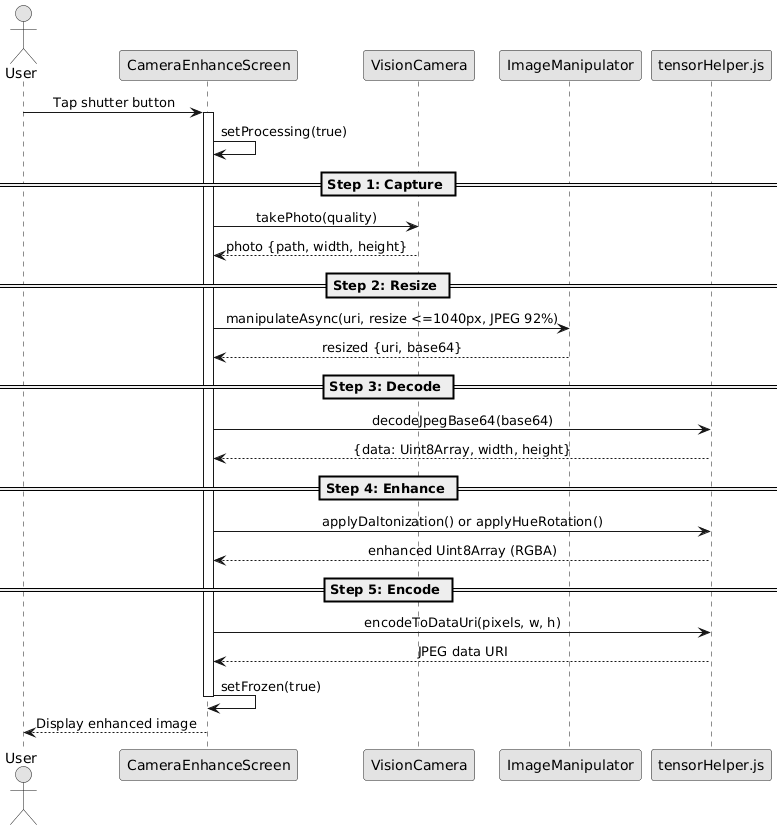 User
CameraEnhanceScreen
VisionCamera
ImageManipulator
tensorHelper.js
Tap shutter button
setProcessing(true)
Step 1: Capture
takePhoto(quality)
photo {path, width, height}
Step 2: Resize
manipulateAsync(uri, resize <=1040px, JPEG 92%)
resized {uri, base64}
Step 3: Decode
decodeJpegBase64(base64)
{data: Uint8Array, width, height}
Step 4: Enhance
applyDaltonization() or applyHueRotation()
enhanced Uint8Array (RGBA)
Step 5: Encode
encodeToDataUri(pixels, w, h)
JPEG data URI
setFrozen(true)
Display enhanced image
User
CameraEnhanceScreen
VisionCamera
ImageManipulator
tensorHelper.js